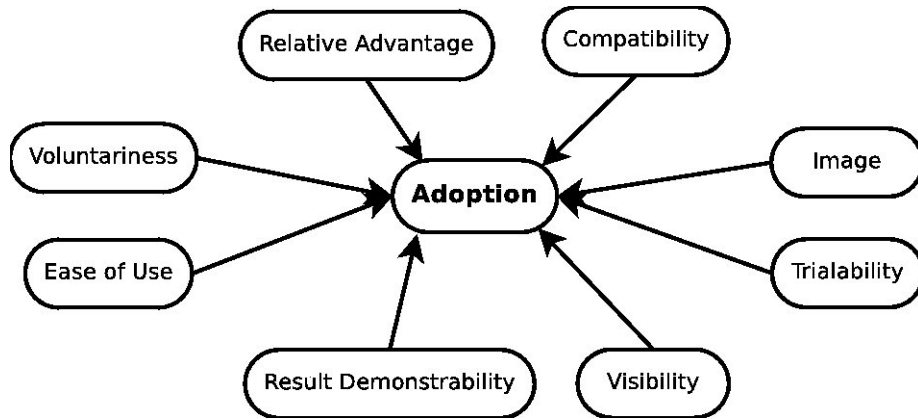 Relative Advantage
Compatibility
Voluntariness
Adoption
Image
Ease of Use
Trialability
Result Demonstrability
Visibility